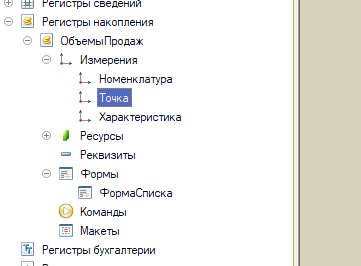 Регистры сведений
Регистры накопления
ОбъемыПродаж
Измерения
Номенклатура
Точка
Характеристика
Ресурсы
Реквизиты
Формы
ФормаСписка
Команды
Макеты
Регистры бухгалтерии